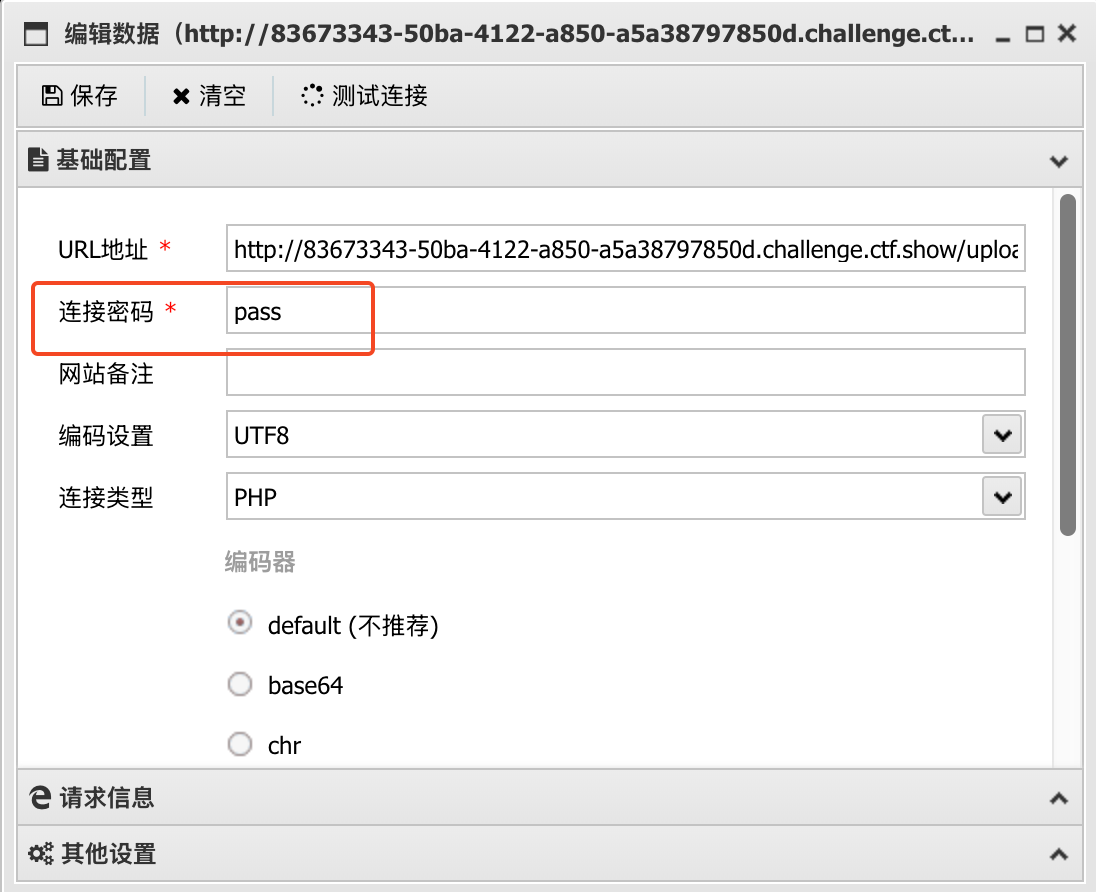 编辑数据（http://83673343-50ba-4122-a850-a5a38797850d.challenge.ct...
保存 清空 测试连接
基础配置
URL地址 * http://83673343-50ba-4122-a850-a5a38797850d.challenge.ctf.show/uploa
连接密码 * pass
网站备注
编码设置 UTF8
连接类型 PHP
编码器
default (不推荐)
base64
chr
请求信息
其他设置